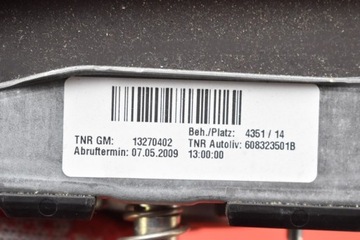 Beh./Platz: 4351 / 14
TNR GM: 13270402 TNR Autoliv: 608323501B
Abruftermin: 07.05.2009 13:00:00